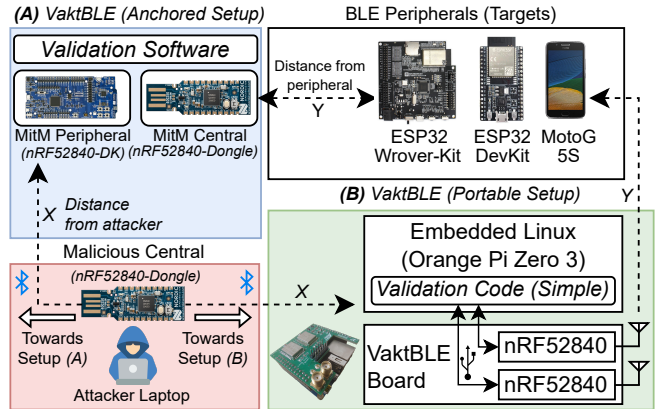 (A) VaktBLE (Anchored Setup)
Validation Software
MitM Peripheral
(nRF52840-DK)
MitM Central
(nRF52840-Dongle)
X
Distance
from attacker
BLE Peripherals (Targets)
Distance from
peripheral
Y
ESP32
Wrover-Kit
ESP32
DevKit
MotoG
5S
(B) VaktBLE (Portable Setup)
Y
Malicious Central
(nRF52840-Dongle)
X
Towards
Setup (A)
Towards
Setup (B)
Attacker Laptop
Embedded Linux
(Orange Pi Zero 3)
Validation Code (Simple)
VaktBLE
Board
nRF52840
nRF52840